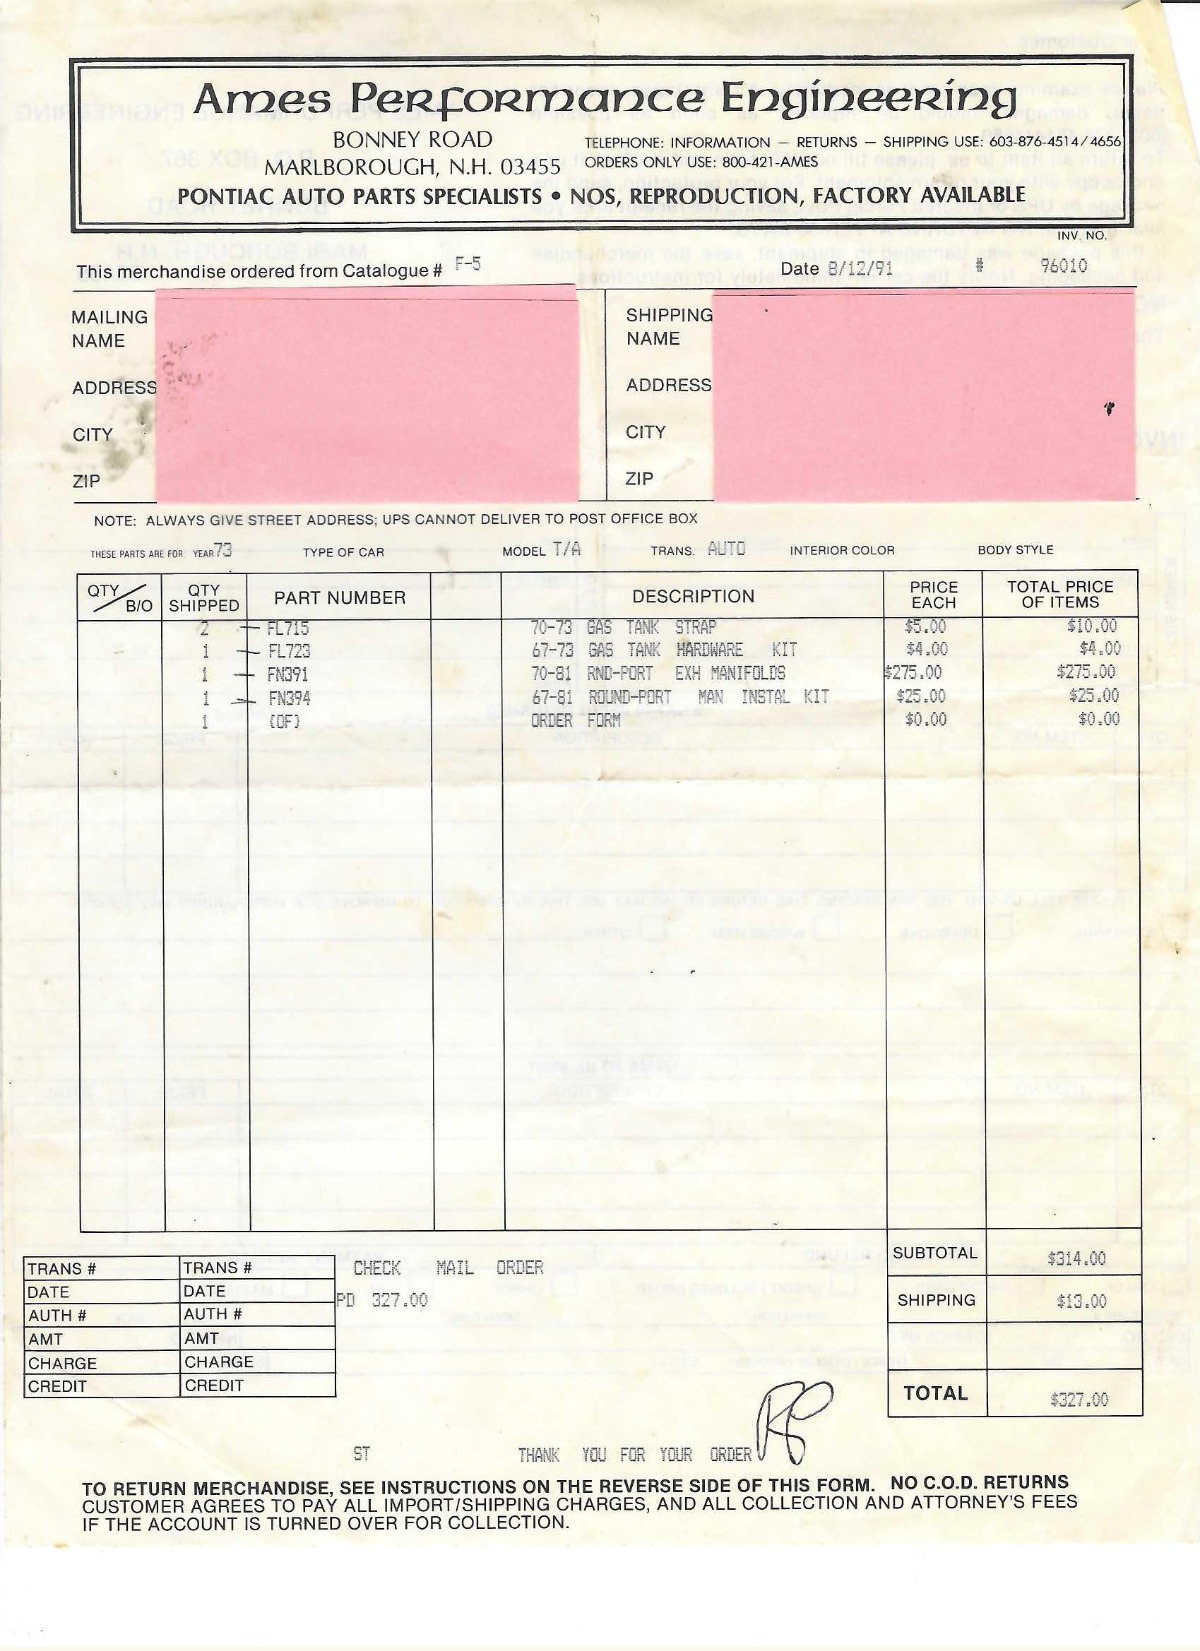 Ames Performance Engineering
BONNEY ROAD
MARLBOROUGH, N.H. 03455
TELEPHONE: INFORMATION — RETURNS — SHIPPING USE: 603-876-4514/4656
ORDERS ONLY USE: 800-421-AMES
PONTIAC AUTO PARTS SPECIALISTS • NOS, REPRODUCTION, FACTORY AVAILABLE
INV. NO.
This merchandise ordered from Catalogue # F-5 Date 8/12/91 # 96010
MAILING NAME
ADDRESS
CITY
ZIP
SHIPPING NAME
ADDRESS
CITY
ZIP
NOTE: ALWAYS GIVE STREET ADDRESS; UPS CANNOT DELIVER TO POST OFFICE BOX
THESE PARTS ARE FOR: YEAR 73 TYPE OF CAR MODEL T/A TRANS. AUTO INTERIOR COLOR BODY STYLE
QTY/B/O QTY SHIPPED PART NUMBER DESCRIPTION PRICE EACH TOTAL PRICE OF ITEMS
2 FL715 70-73 GAS TANK STRAP $5.00 $10.00
1 FL723 67-73 GAS TANK HARDWARE KIT $4.00 $4.00
1 FN391 70-81 RND-PORT EXH MANIFOLDS $275.00 $275.00
1 FN394 67-81 ROUND-PORT MAN INSTAL KIT $25.00 $25.00
1 (OF) ORDER FORM $0.00 $0.00
SUBTOTAL $314.00
SHIPPING $13.00
TOTAL $327.00
TRANS # TRANS # CHECK MAIL ORDER
DATE DATE PD 327.00
AUTH # AUTH #
AMT AMT
CHARGE CHARGE
CREDIT CREDIT
ST THANK YOU FOR YOUR ORDER
TO RETURN MERCHANDISE, SEE INSTRUCTIONS ON THE REVERSE SIDE OF THIS FORM. NO C.O.D. RETURNS
CUSTOMER AGREES TO PAY ALL IMPORT/SHIPPING CHARGES, AND ALL COLLECTION AND ATTORNEY'S FEES
IF THE ACCOUNT IS TURNED OVER FOR COLLECTION.